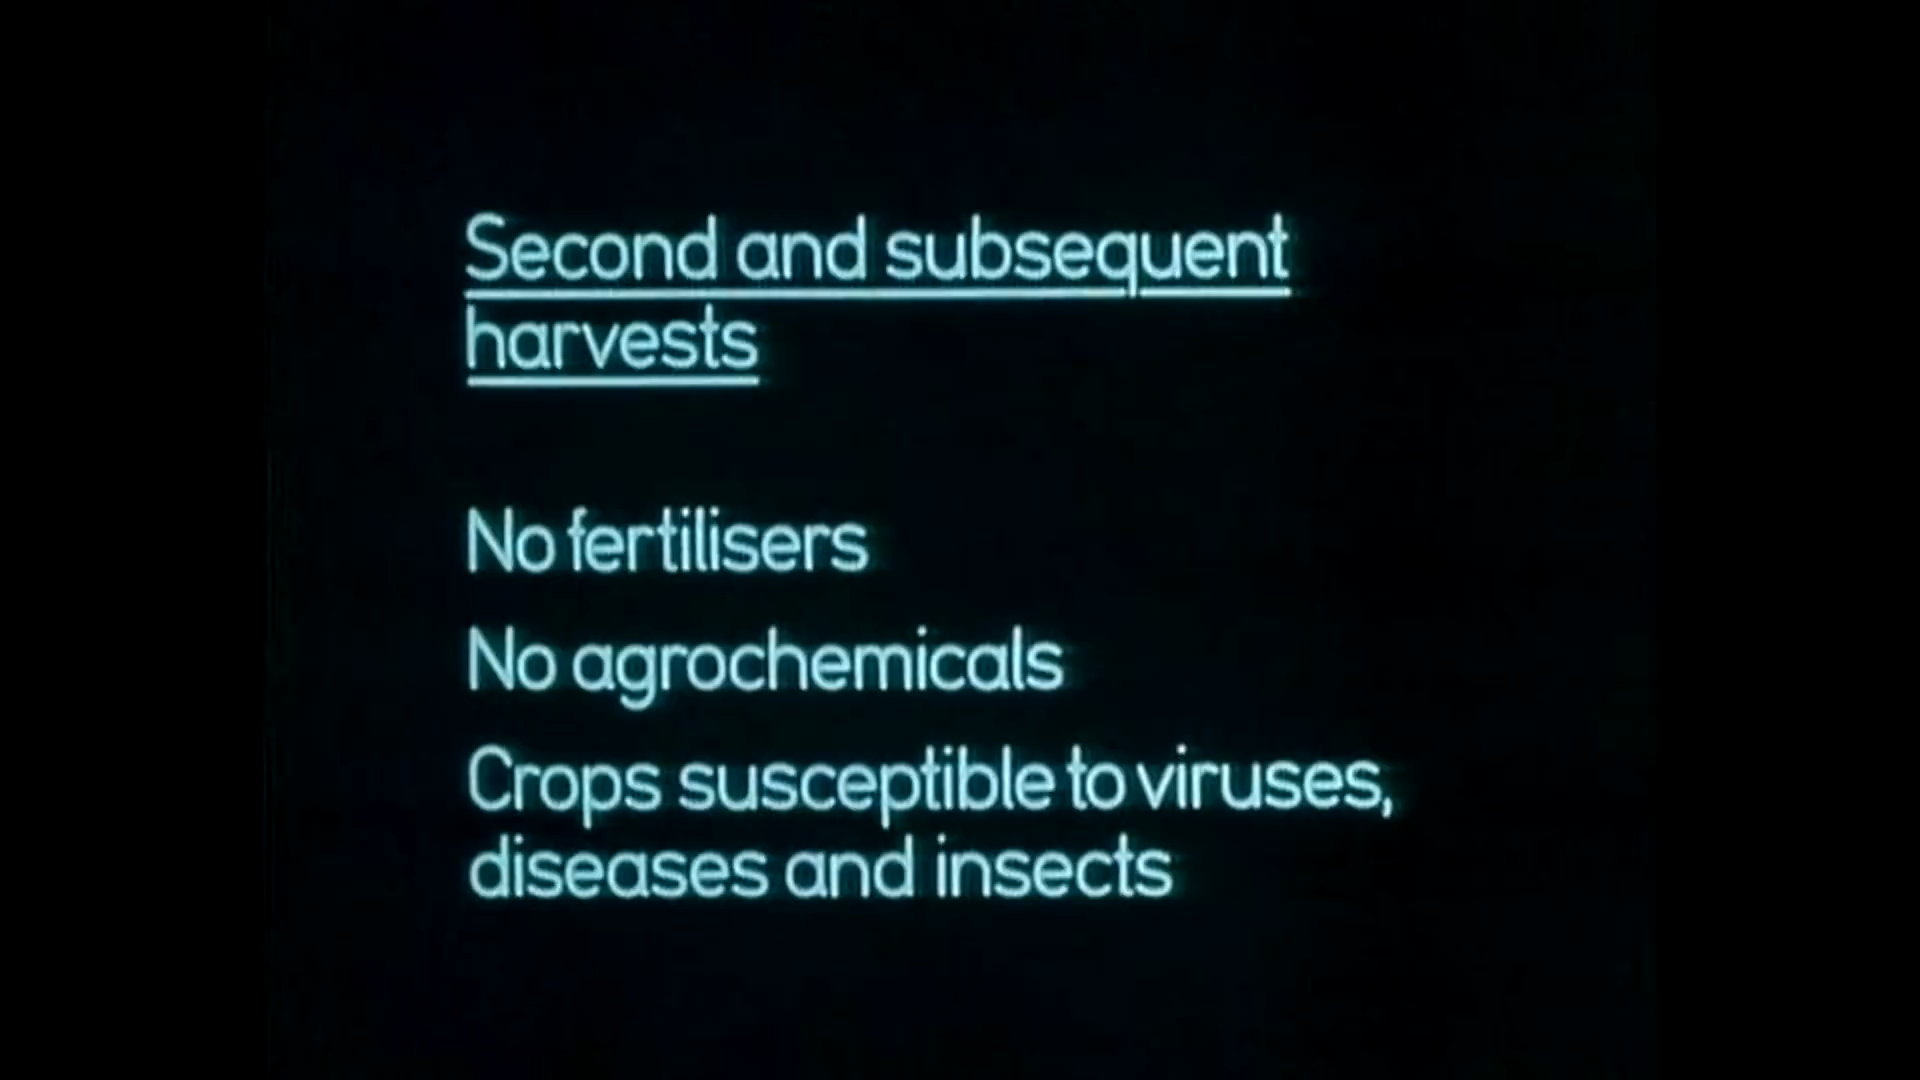 Second and subsequent
harvests
No fertilisers
No agrochemicals
Crops susceptible to viruses,
diseases and insects